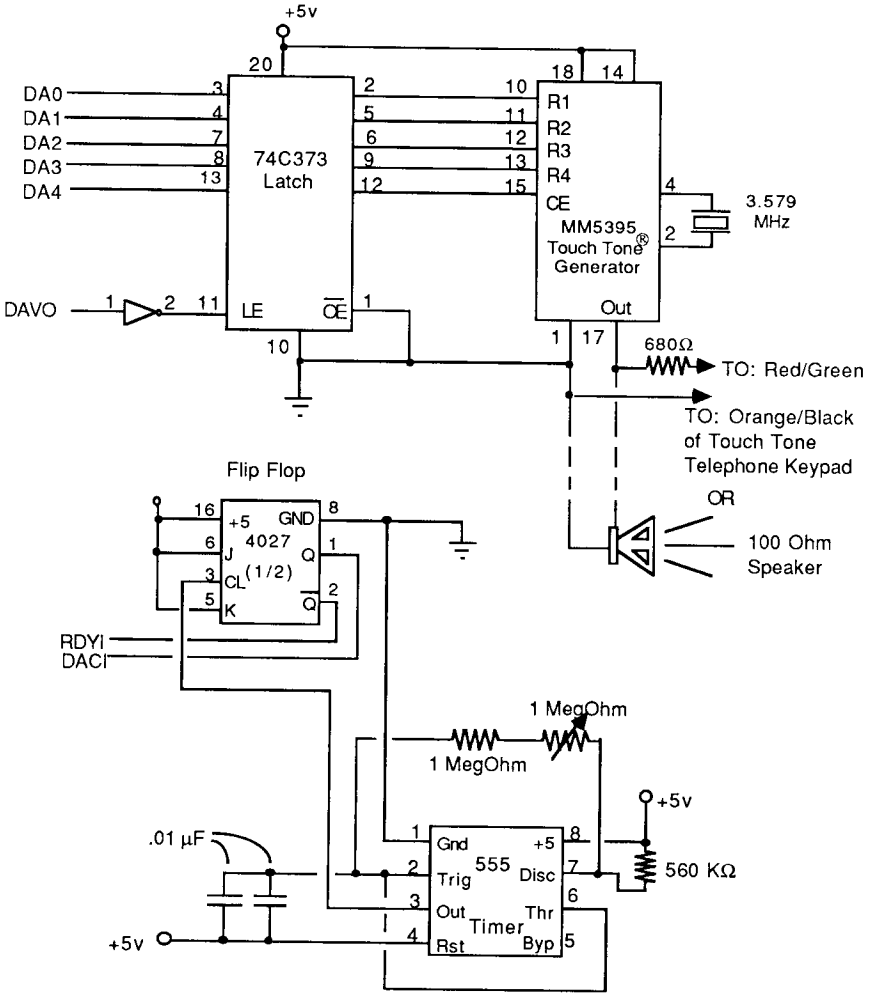 +5v
20
18
14
DA0
3
2
10
R1
DA1
4
5
11
R2
DA2
7
6
12
R3
DA3
8
9
13
R4
DA4
13
12
15
CE
74C373
Latch
MM5395
®
Touch Tone
Generator
4
2
3.579
MHz
DAVO
1
2
11
LE
OE
1
Out
10
1
17
680Ω
TO: Red/Green
TO: Orange/Black
of Touch Tone
Telephone Keypad
OR
100 Ohm
Speaker
Flip Flop
16
+5
GND
8
4027
6
J
Q
1
(1/2)
3
CL
5
K
Q
2
RDYI
DACI
1 MegOhm
1 MegOhm
+5v
.01 µF
1
Gnd
+5
8
555
2
Trig
Disc
7
560 KΩ
3
Out
Thr
6
Timer
4
Rst
Byp
5
+5v